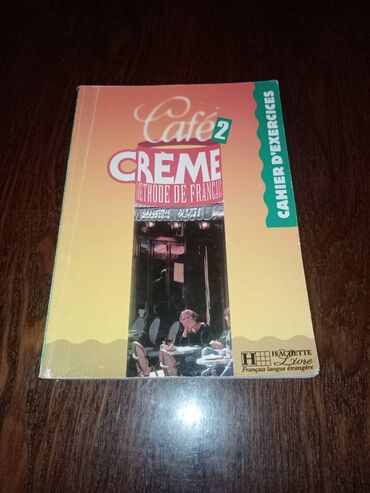 Café 2
CRÈME
MÉTHODE DE FRANÇAIS
CAHIER D'EXERCICES
H HACHETTE
Livre
Français langue étrangère